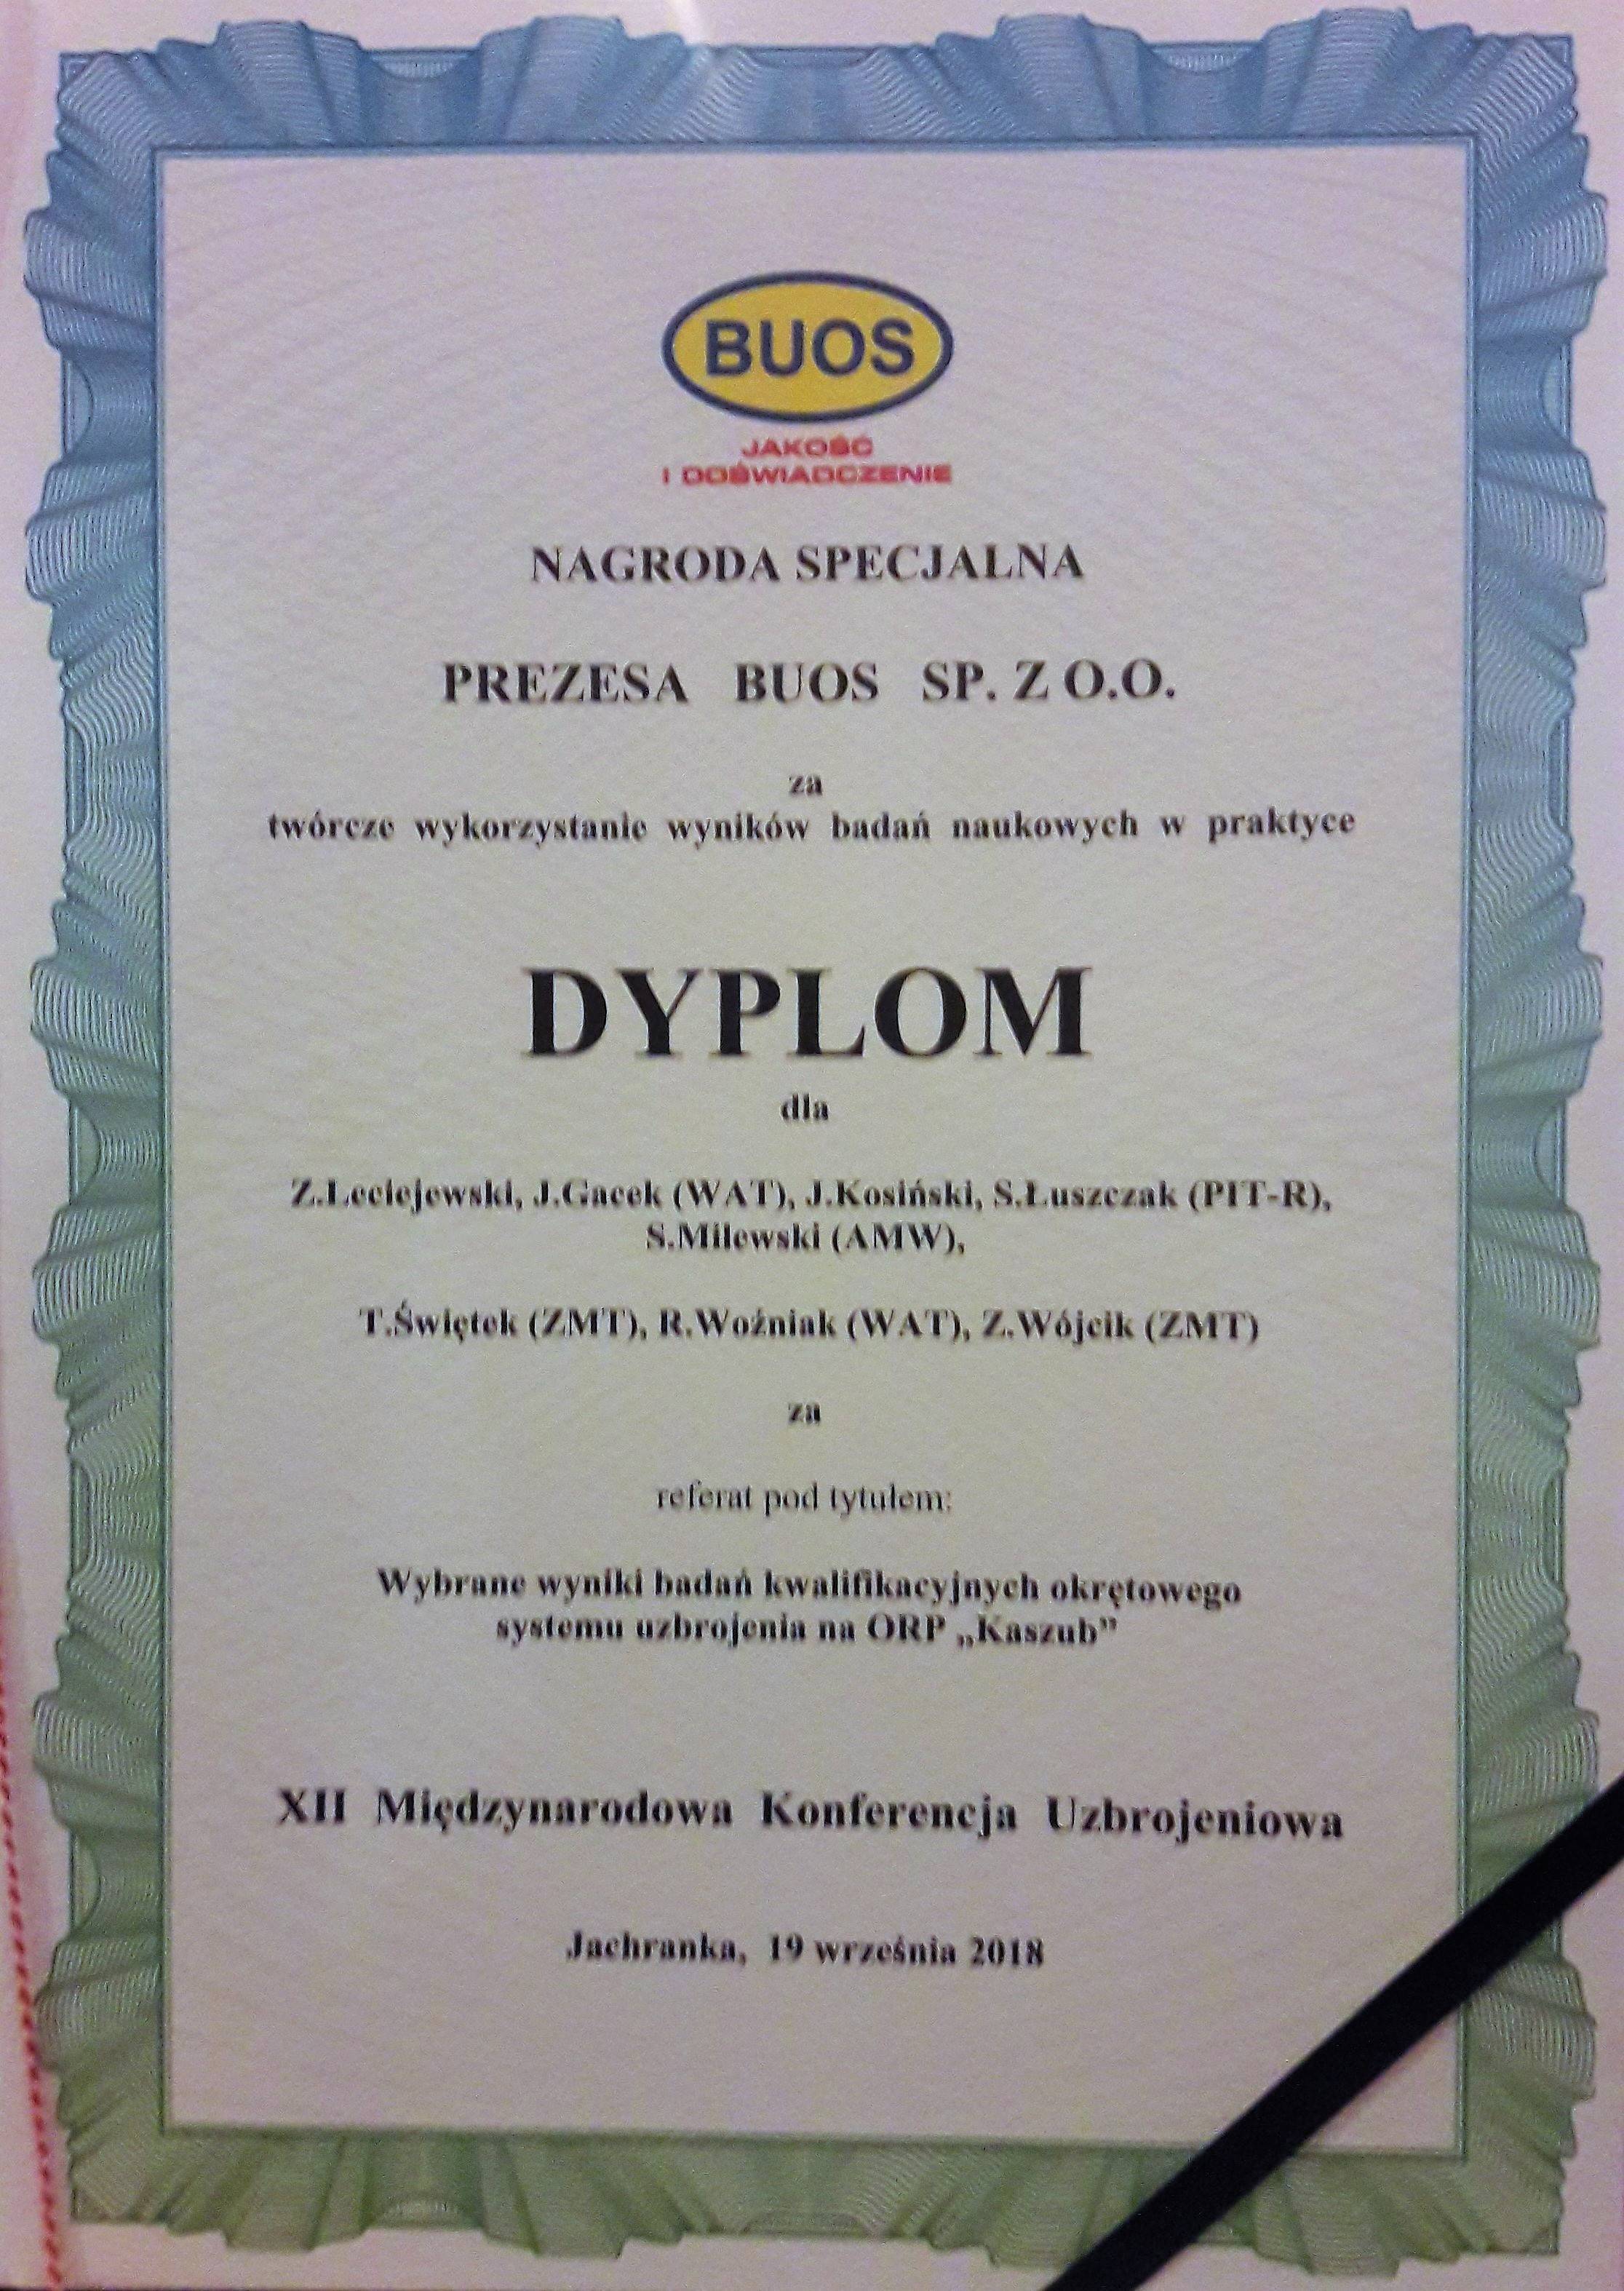 BUOS
JAKOŚĆ
I DOŚWIADCZENIE
NAGRODA SPECJALNA
PREZESA BUOS SP. Z O.O.
za
twórcze wykorzystanie wyników badań naukowych w praktyce
DYPLOM
dla
Z.Leciejewski, J.Gacek (WAT), J.Kosiński, S.Łuszczak (PIT-R),
S.Milewski (AMW),
T.Świętek (ZMT), R.Woźniak (WAT), Z.Wójcik (ZMT)
za
referat pod tytułem:
Wybrane wyniki badań kwalifikacyjnych okrętowego
systemu uzbrojenia na ORP „Kaszub”
XII Międzynarodowa Konferencja Uzbrojeniowa
Jachranka, 19 września 2018